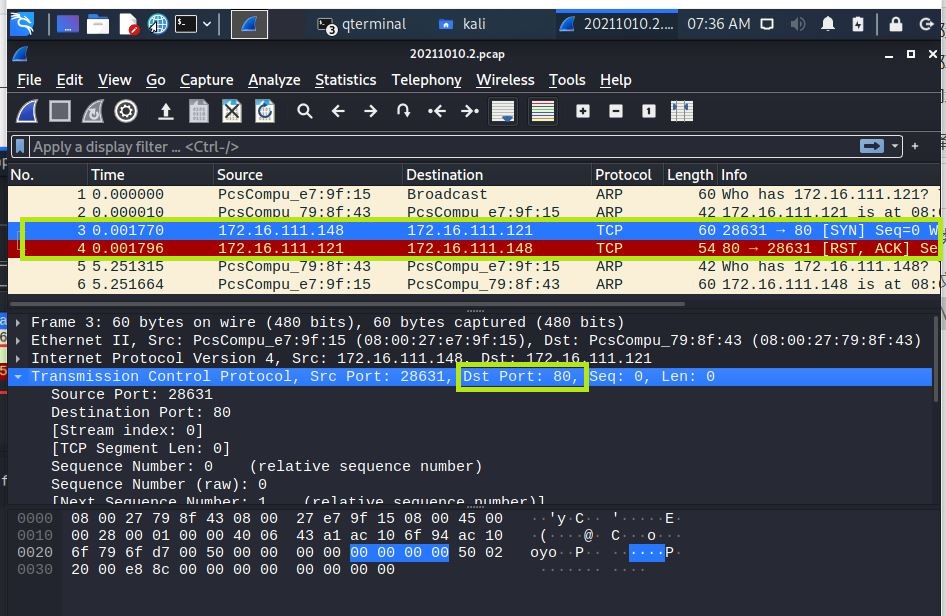 3 qterminal kali 20211010.2.... 07:36 AM
20211010.2.pcap
File Edit View Go Capture Analyze Statistics Telephony Wireless Tools Help
Apply a display filter ... <Ctrl-/>
No. Time Source Destination Protocol Length Info
1 0.000000 PcsCompu_e7:9f:15 Broadcast ARP 60 Who has 172.16.111.121?
2 0.000010 PcsCompu_79:8f:43 PcsCompu_e7:9f:15 ARP 42 172.16.111.121 is at 08:
3 0.001770 172.16.111.148 172.16.111.121 TCP 60 28631 → 80 [SYN] Seq=0 W
4 0.001796 172.16.111.121 172.16.111.148 TCP 54 80 → 28631 [RST, ACK] Se
5 5.251315 PcsCompu_79:8f:43 PcsCompu_e7:9f:15 ARP 42 Who has 172.16.111.148?
6 5.251664 PcsCompu_e7:9f:15 PcsCompu_79:8f:43 ARP 60 172.16.111.148 is at 08:
Frame 3: 60 bytes on wire (480 bits), 60 bytes captured (480 bits)
Ethernet II, Src: PcsCompu_e7:9f:15 (08:00:27:e7:9f:15), Dst: PcsCompu_79:8f:43 (08:00:27:79:8f:43)
Internet Protocol Version 4, Src: 172.16.111.148, Dst: 172.16.111.121
Transmission Control Protocol, Src Port: 28631, Dst Port: 80, Seq: 0, Len: 0
Source Port: 28631
Destination Port: 80
[Stream index: 0]
[TCP Segment Len: 0]
Sequence Number: 0 (relative sequence number)
Sequence Number (raw): 0
[Next Sequence Number: 1 (relative sequence number)]
0000 08 00 27 79 8f 43 08 00 27 e7 9f 15 08 00 45 00 ··'y·C·· '·····E·
0010 00 28 00 01 00 00 40 06 43 a1 ac 10 6f 94 ac 10 ·(····@· C···o···
0020 6f 79 6f d7 00 50 00 00 00 00 00 00 00 00 50 02 oyo··P·· ······P·
0030 20 00 e8 8c 00 00 00 00 00 00 00 00 ······· ····